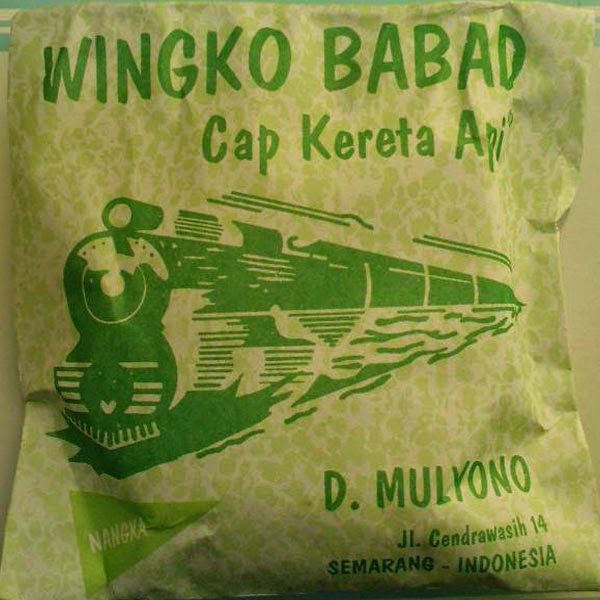 WINGKO BABAD
Cap Kereta Api
D. MULYONO
Jl. Cendrawasih 14
SEMARANG - INDONESIA
NANGKA